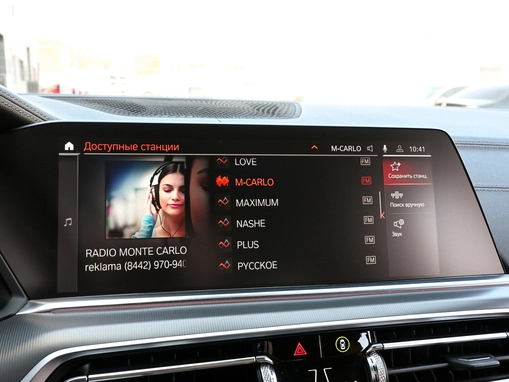 Доступные станции
M-CARLO
10:41
LOVE FM
M-CARLO FM
MAXIMUM FM
NASHE FM
PLUS FM
РУССКОЕ FM
RADIO MONTE CARLO
reklama (8442) 970-940
Сохранить станц
Поиск вручную
Звук